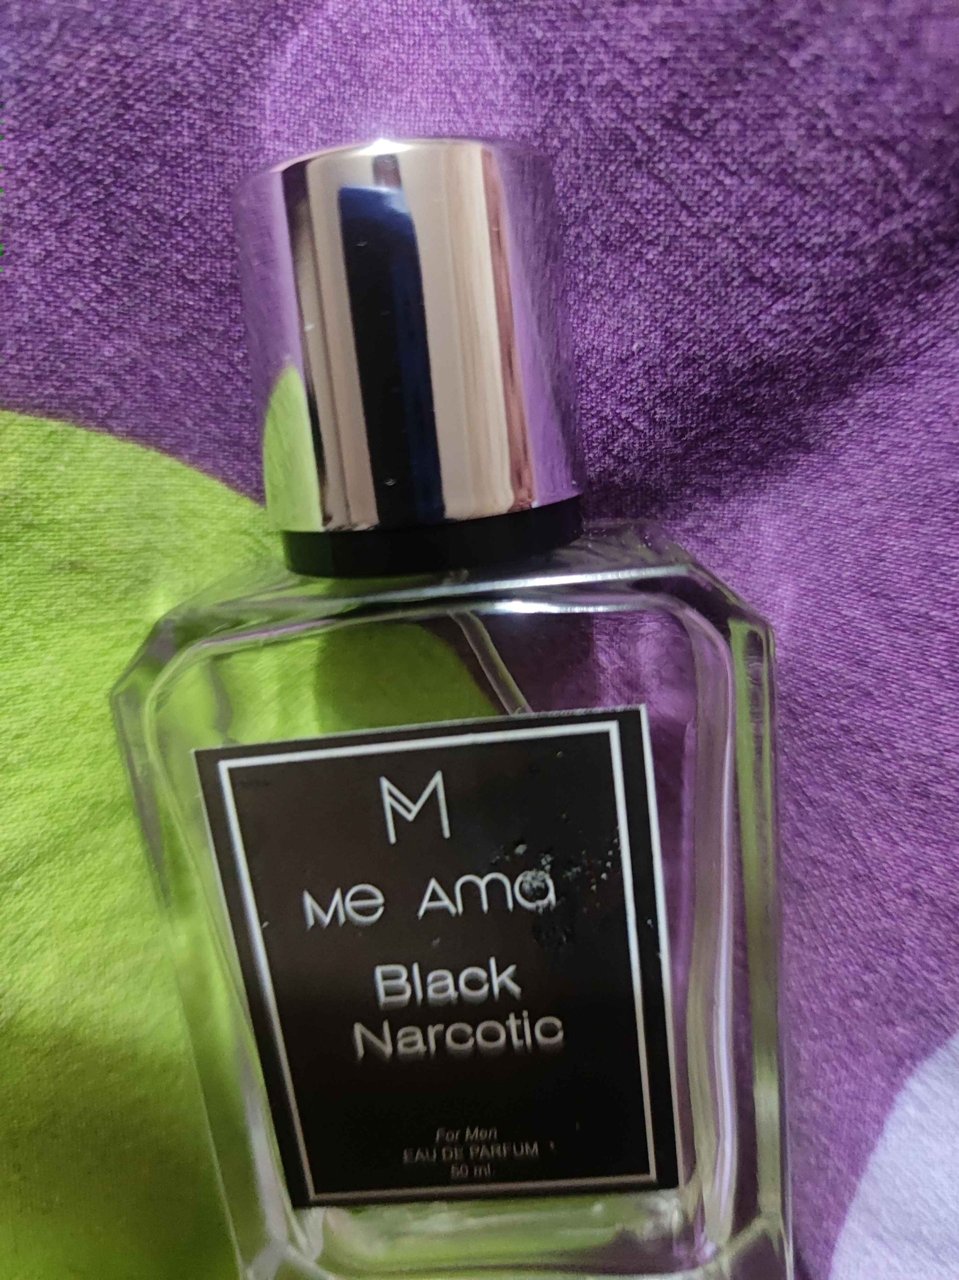 M
Me Ama
Black
Narcotic
For Men
EAU DE PARFUM
50 ml